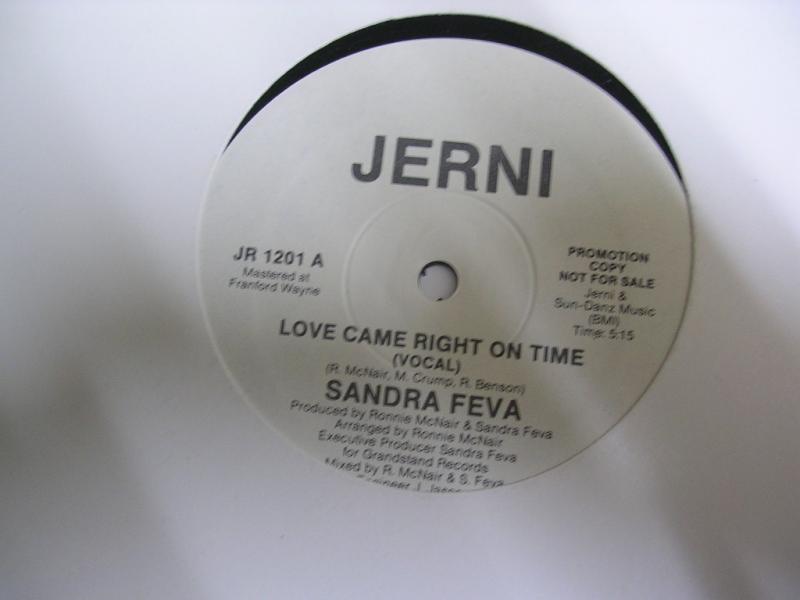 JERNI
JR 1201 A
Mastered at
Franford Wayne
PROMOTION
COPY
NOT FOR SALE
Jerni &
Sun-Danz Music
(BMI)
Time: 5:15
LOVE CAME RIGHT ON TIME
(VOCAL)
(R. McNair, M. Crump, R. Benson)
SANDRA FEVA
Produced by Ronnie McNair & Sandra Feva
Arranged by Ronnie McNair
Executive Producer Sandra Feva
for Grandstand Records
Mixed by R. McNair & S. Feva
Engineer J.